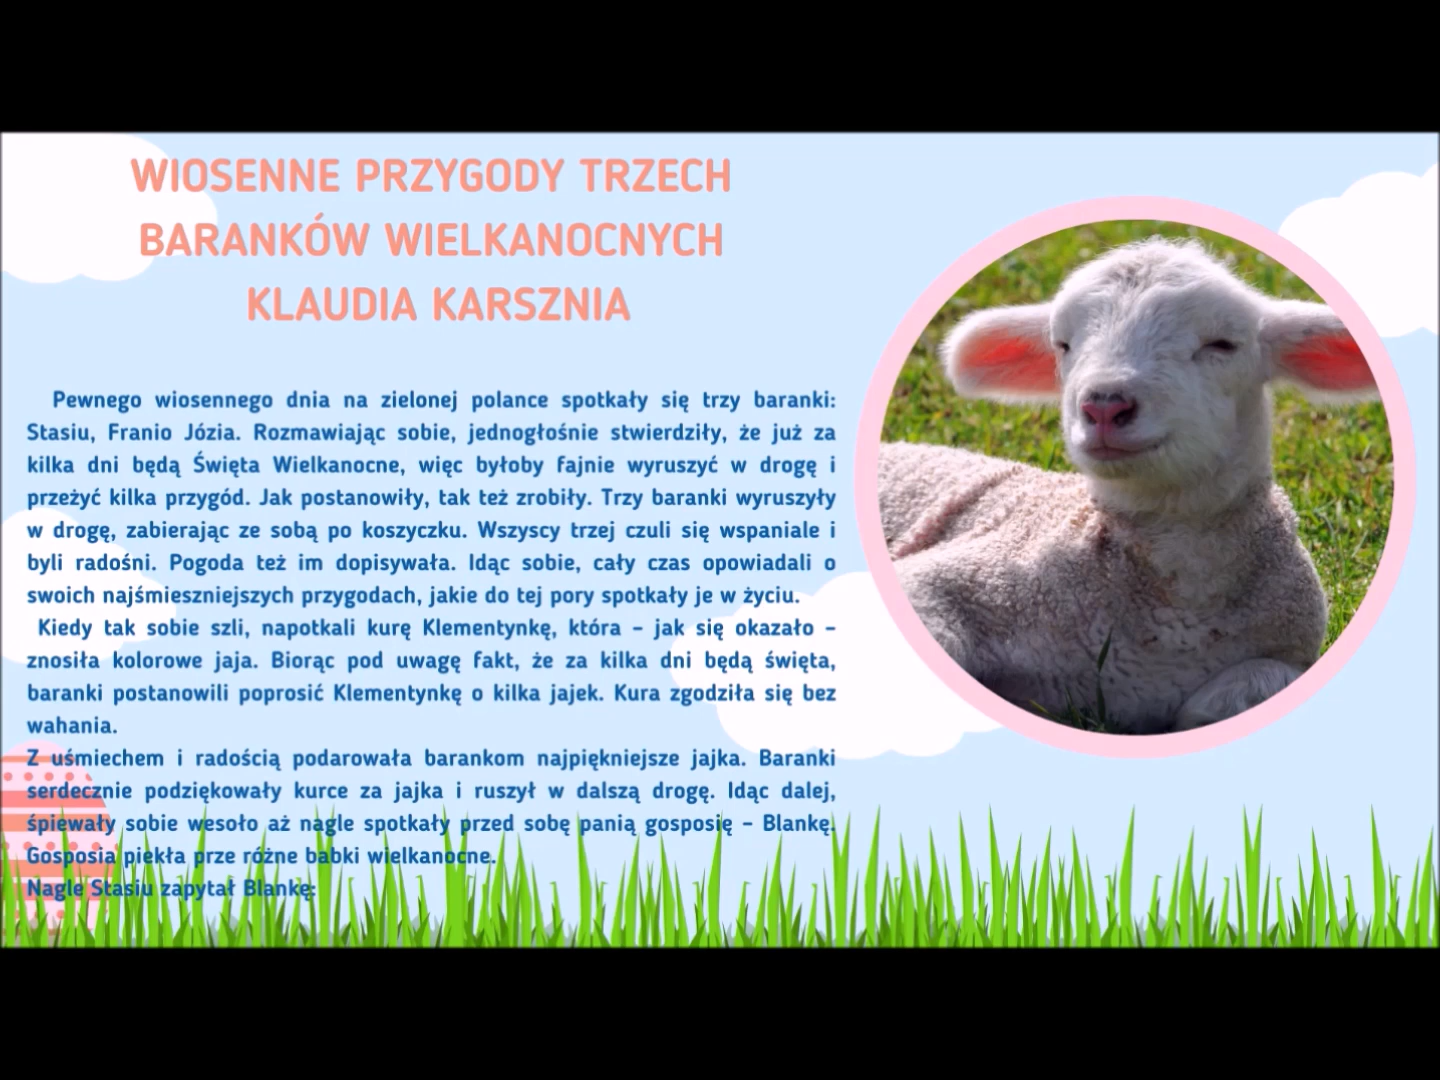 WIOSENNE PRZYGODY TRZECH
BARANKÓW WIELKANOCNYCH
KLAUDIA KARSZNIA
Pewnego wiosennego dnia na zielonej polance spotkały się trzy baranki:
Stasiu, Franio Józia. Rozmawiając sobie, jednogłośnie stwierdziły, że już za
kilka dni będą Święta Wielkanocne, więc byłoby fajnie wyruszyć w drogę i
przeżyć kilka przygód. Jak postanowiły, tak też zrobiły. Trzy baranki wyruszyły
w drogę, zabierając ze sobą po koszyczku. Wszyscy trzej czuli się wspaniale i
byli radośni. Pogoda też im dopisywała. Idąc sobie, cały czas opowiadali o
swoich najśmieszniejszych przygodach, jakie do tej pory spotkały je w życiu.
Kiedy tak sobie szli, napotkali kurę Klementynkę, która – jak się okazało –
znosiła kolorowe jaja. Biorąc pod uwagę fakt, że za kilka dni będą święta,
baranki postanowili poprosić Klementynkę o kilka jajek. Kura zgodziła się bez
wahania.
Z uśmiechem i radością podarowała barankom najpiękniejsze jajka. Baranki
serdecznie podziękowały kurce za jajka i ruszył w dalszą drogę. Idąc dalej,
śpiewały sobie wesoło aż nagle spotkały przed sobę panią gosposię – Blankę.
Gosposia piekła prze różne babki wielkanocne.
Nagle Stasiu zapytał Blankę: